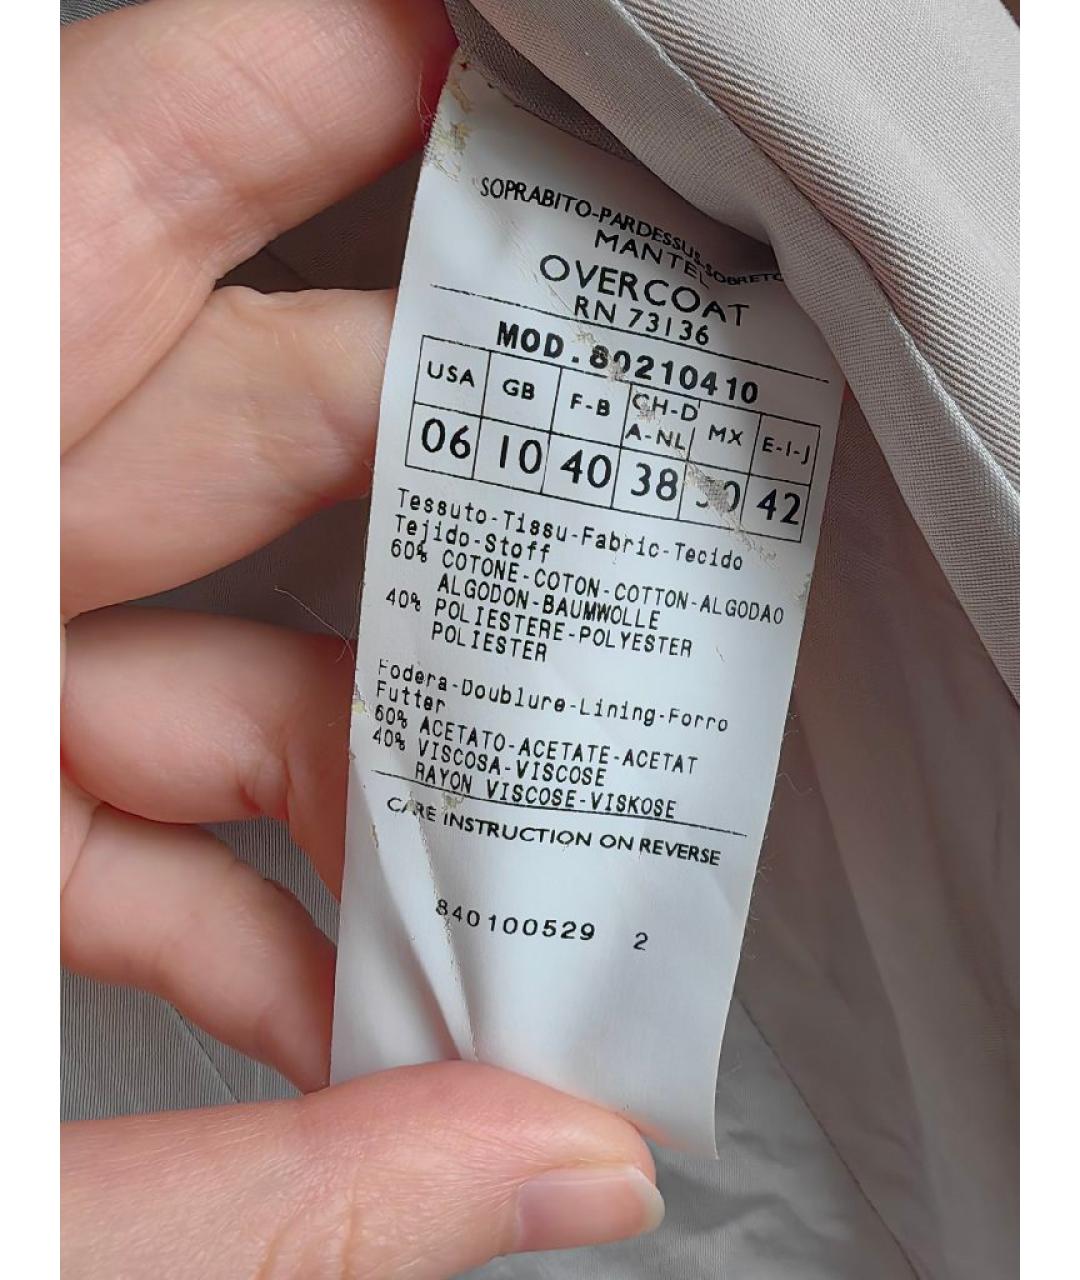 SOPRABITO-PARDESSUS-SOBRETO
MANTEL
OVERCOAT
RN 73136
MOD.80210410
USA GB F-B CH-D A-NL MX E-I-J
06 10 40 38 42
Tessuto-Tissu-Fabric-Tecido
Tejido-Stoff
60% COTONE-COTON-COTTON-ALGODAO
ALGODON-BAUMWOLLE
40% POLIESTERE-POLYESTER
POLIESTER
Fodera-Doublure-Lining-Forro
Futter
60% ACETATO-ACETATE-ACETAT
40% VISCOSA-VISCOSE
RAYON VISCOSE-VISKOSE
CARE INSTRUCTION ON REVERSE
840100529 2